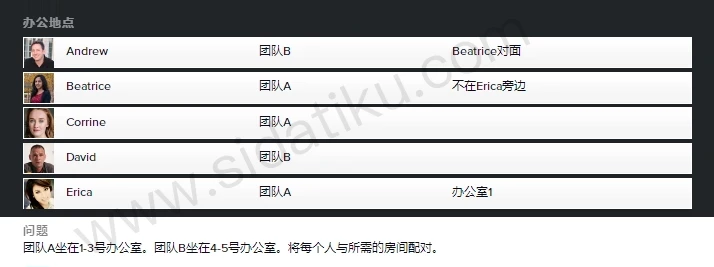 办公地点
Andrew 团队B Beatrice对面
Beatrice 团队A 不在Erica旁边
Corrine 团队A
David 团队B
Erica 团队A 办公室1
www.sidatiku.com
问题
团队A坐在1-3号办公室。团队B坐在4-5号办公室。将每个人与所需的房间配对。